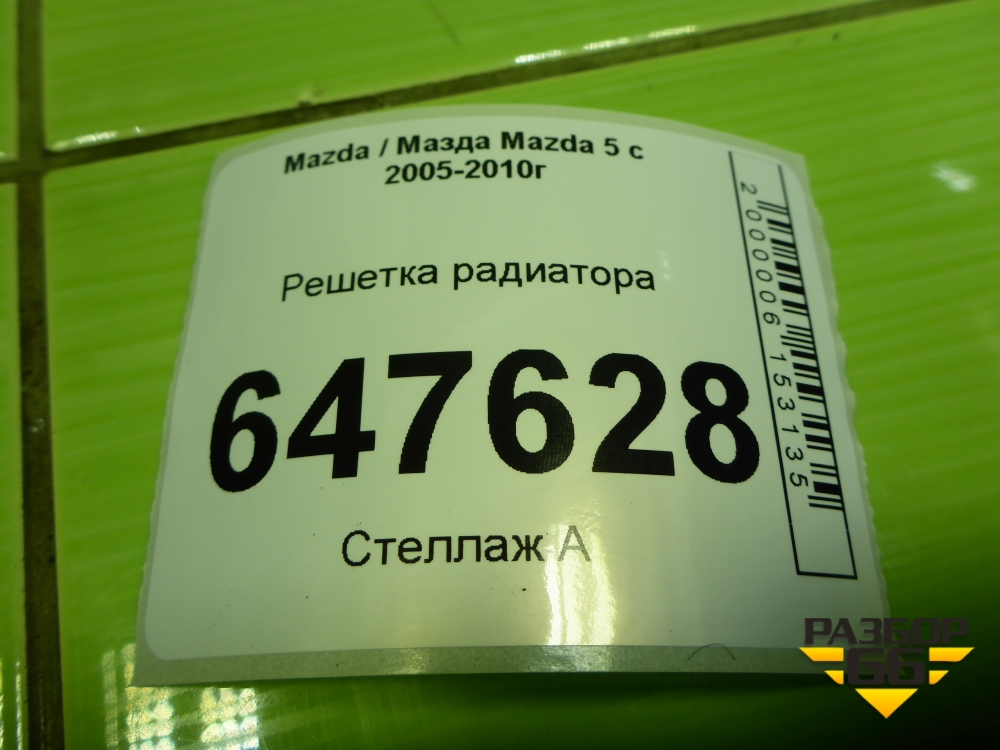 Mazda / Мазда Mazda 5 с
2005-2010г
Решетка радиатора
647628
Стеллаж А
2000006153135
РАЗБОР
66